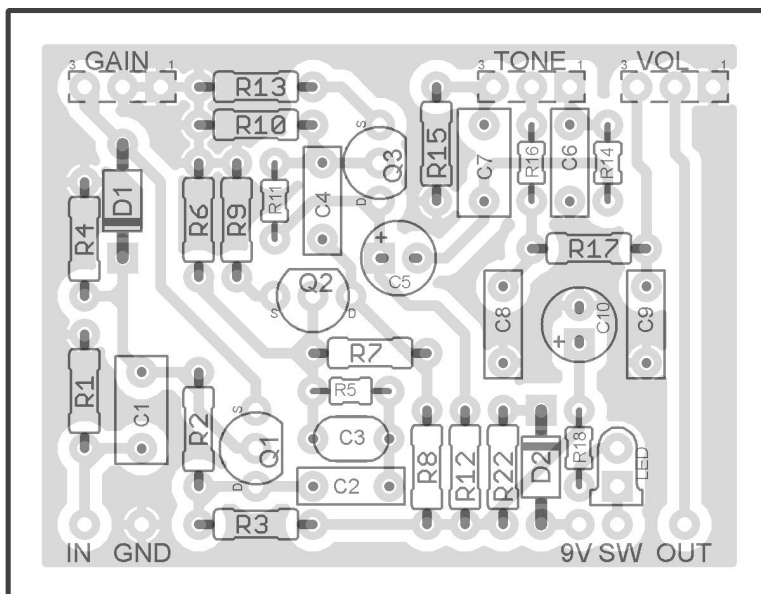 GAIN TONE VOL
3 1 3 1 3 1
R13
R10
S
Q3
D
R15
C7
R16
C6
R14
D1
R4
R6
R9
R11
C4
+
C5
R17
Q2
S D
C8
C10
+
C9
R7
R5
R1
C1
R2
S
Q1
D
C3
C2
R8
R12
R22
D2
R18
LED
R3
IN GND 9V SW OUT